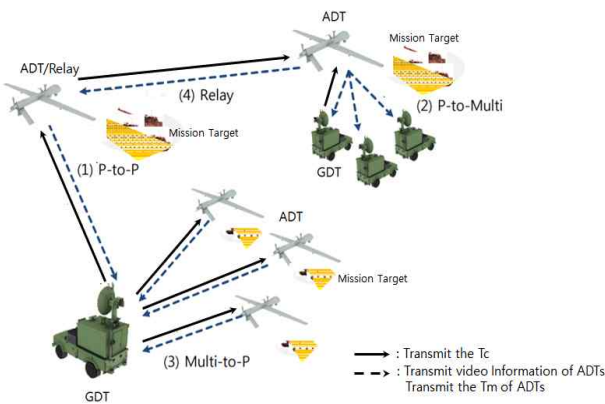 ADT
Mission Target
ADT/Relay
(4) Relay
(2) P-to-Multi
Mission Target
GDT
(1) P-to-P
ADT
Mission Target
(3) Multi-to-P
GDT
: Transmit the Tc
: Transmit video Information of ADTs
Transmit the Tm of ADTs